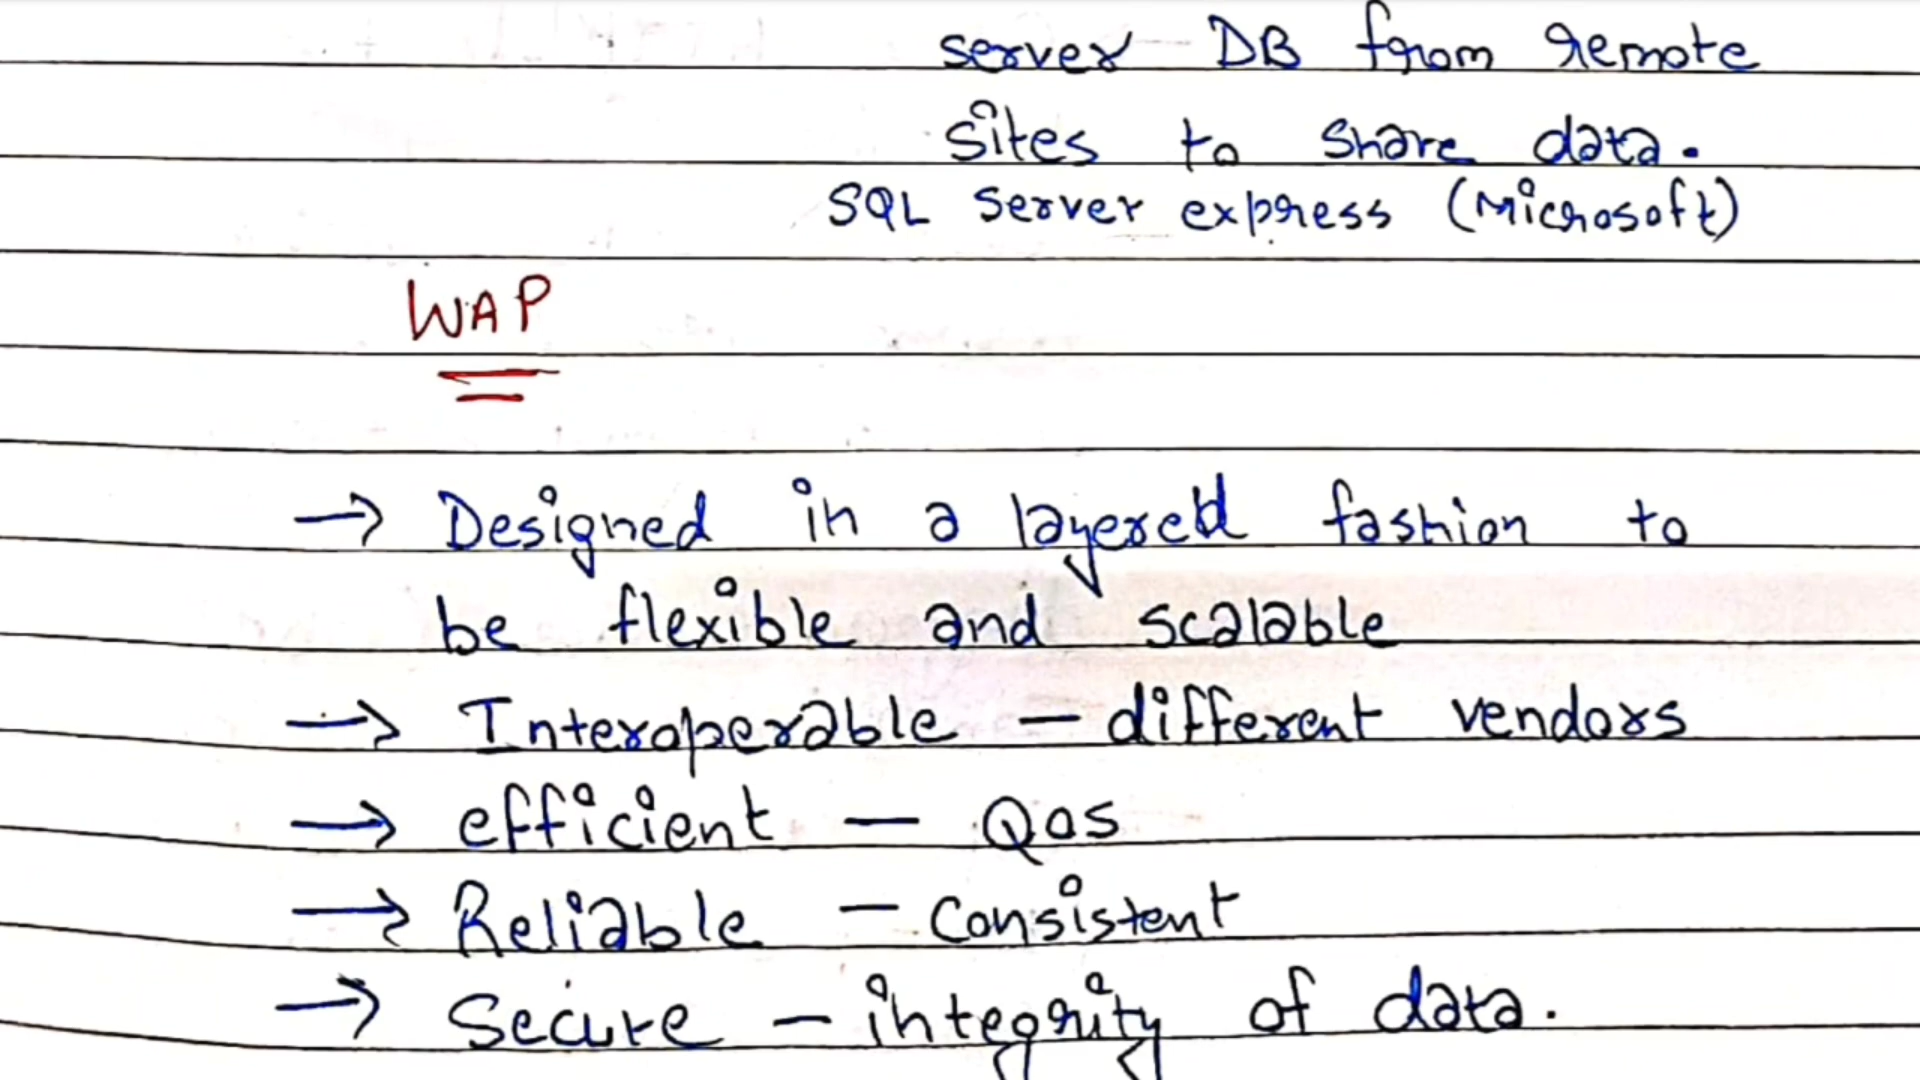 server DB from remote
sites to share data.
SQL Server express (Microsoft)
WAP
→ Designed in a layered fashion to
be flexible and scalable
→ Interoperable – different vendors
→ efficient – QoS
→ Reliable – Consistent
→ Secure – integrity of data.